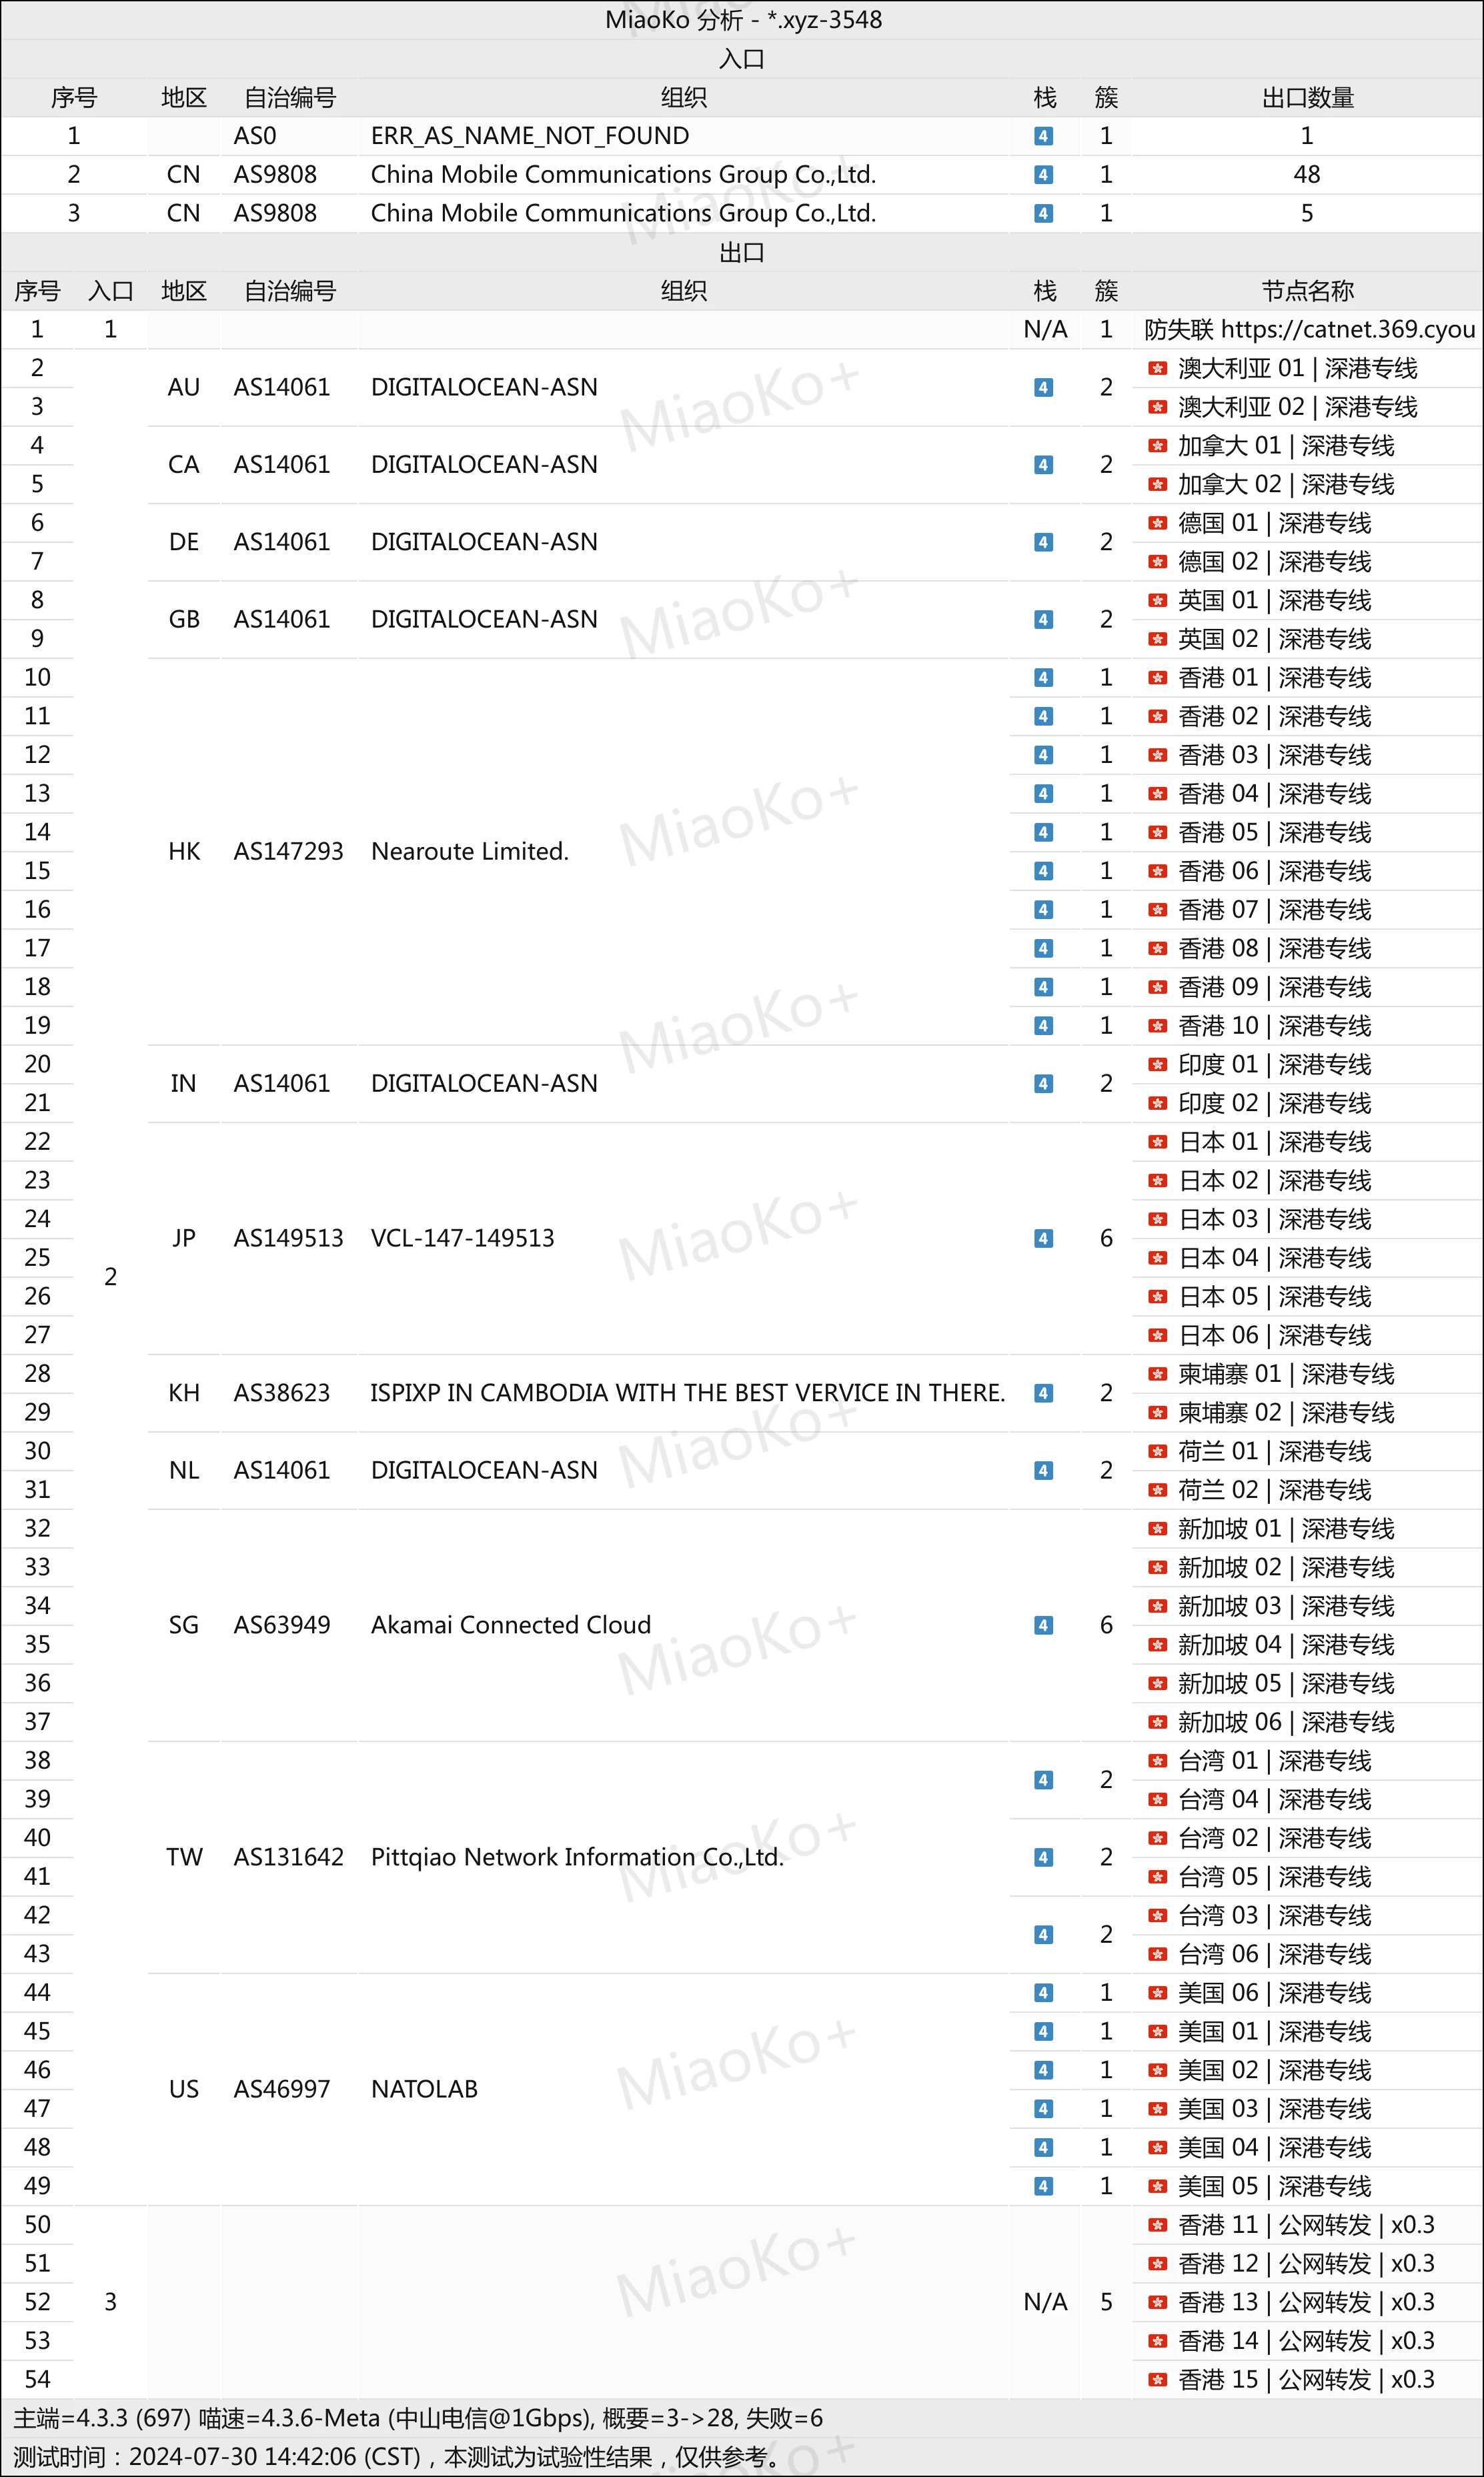 MiaoKo 分析 - *.xyz-3548
入口
序号 地区 自治编号 组织 栈 簇 出口数量
1 AS0 ERR_AS_NAME_NOT_FOUND 4 1 1
2 CN AS9808 China Mobile Communications Group Co.,Ltd. 4 1 48
3 CN AS9808 China Mobile Communications Group Co.,Ltd. 4 1 5
出口
序号 入口 地区 自治编号 组织 栈 簇 节点名称
1 1 N/A 1 防失联 https://catnet.369.cyou
2 AU AS14061 DIGITALOCEAN-ASN 4 2 澳大利亚 01 | 深港专线
3 澳大利亚 02 | 深港专线
4 CA AS14061 DIGITALOCEAN-ASN 4 2 加拿大 01 | 深港专线
5 加拿大 02 | 深港专线
6 DE AS14061 DIGITALOCEAN-ASN 4 2 德国 01 | 深港专线
7 德国 02 | 深港专线
8 GB AS14061 DIGITALOCEAN-ASN 4 2 英国 01 | 深港专线
9 英国 02 | 深港专线
10 4 1 香港 01 | 深港专线
11 4 1 香港 02 | 深港专线
12 4 1 香港 03 | 深港专线
13 4 1 香港 04 | 深港专线
14 HK AS147293 Nearoute Limited. 4 1 香港 05 | 深港专线
15 4 1 香港 06 | 深港专线
16 4 1 香港 07 | 深港专线
17 4 1 香港 08 | 深港专线
18 4 1 香港 09 | 深港专线
19 4 1 香港 10 | 深港专线
20 IN AS14061 DIGITALOCEAN-ASN 4 2 印度 01 | 深港专线
21 印度 02 | 深港专线
22 日本 01 | 深港专线
23 日本 02 | 深港专线
24 JP AS149513 VCL-147-149513 4 6 日本 03 | 深港专线
25 2 日本 04 | 深港专线
26 日本 05 | 深港专线
27 日本 06 | 深港专线
28 KH AS38623 ISPIXP IN CAMBODIA WITH THE BEST VERVICE IN THERE. 4 2 柬埔寨 01 | 深港专线
29 柬埔寨 02 | 深港专线
30 NL AS14061 DIGITALOCEAN-ASN 4 2 荷兰 01 | 深港专线
31 荷兰 02 | 深港专线
32 新加坡 01 | 深港专线
33 新加坡 02 | 深港专线
34 SG AS63949 Akamai Connected Cloud 4 6 新加坡 03 | 深港专线
35 新加坡 04 | 深港专线
36 新加坡 05 | 深港专线
37 新加坡 06 | 深港专线
38 4 2 台湾 01 | 深港专线
39 台湾 04 | 深港专线
40 TW AS131642 Pittqiao Network Information Co.,Ltd. 4 2 台湾 02 | 深港专线
41 台湾 05 | 深港专线
42 4 2 台湾 03 | 深港专线
43 台湾 06 | 深港专线
44 4 1 美国 06 | 深港专线
45 4 1 美国 01 | 深港专线
46 US AS46997 NATOLAB 4 1 美国 02 | 深港专线
47 4 1 美国 03 | 深港专线
48 4 1 美国 04 | 深港专线
49 4 1 美国 05 | 深港专线
50 香港 11 | 公网转发 | x0.3
51 香港 12 | 公网转发 | x0.3
52 3 N/A 5 香港 13 | 公网转发 | x0.3
53 香港 14 | 公网转发 | x0.3
54 香港 15 | 公网转发 | x0.3
主端=4.3.3 (697) 喵速=4.3.6-Meta (中山电信@1Gbps), 概要=3->28, 失败=6
测试时间：2024-07-30 14:42:06 (CST)，本测试为试验性结果，仅供参考。
MiaoKo+